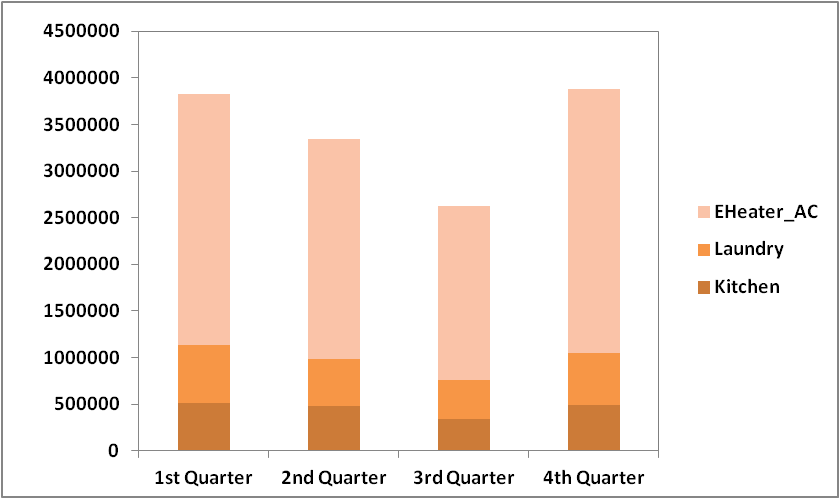 4500000
4000000
3500000
3000000
2500000
2000000
1500000
1000000
500000
0
1st Quarter 2nd Quarter 3rd Quarter 4th Quarter
EHeater_AC
Laundry
Kitchen